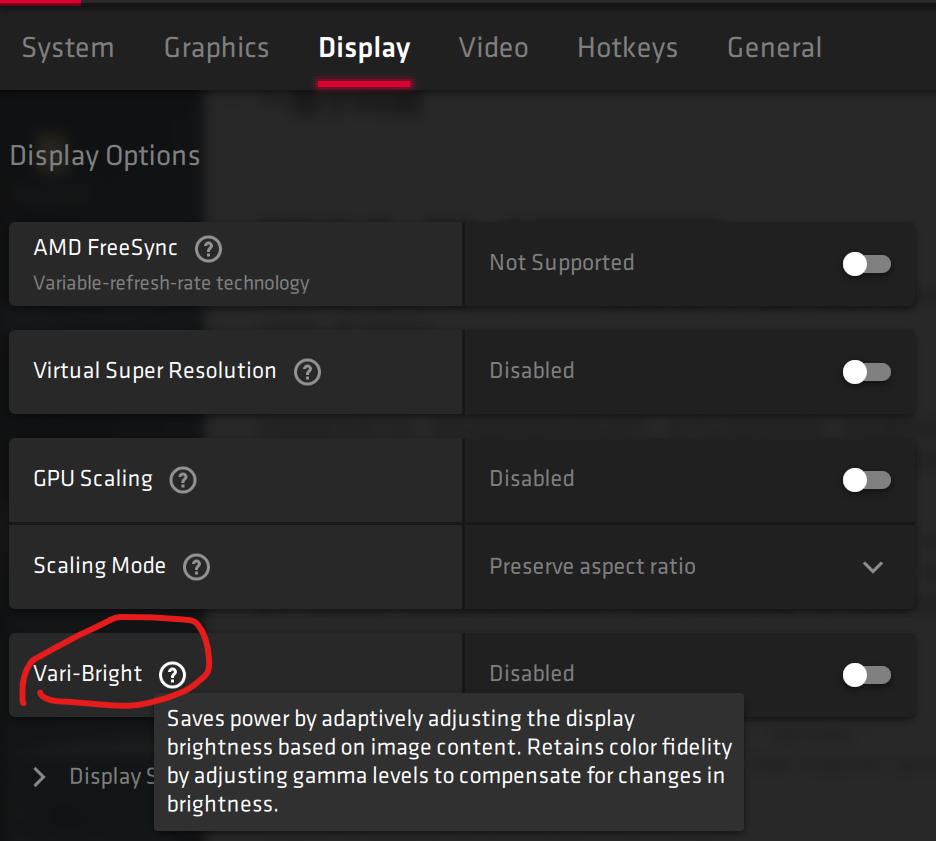 System Graphics Display Video Hotkeys General
Display Options
AMD FreeSync ?
Not Supported
Variable-refresh-rate technology
Virtual Super Resolution ?
Disabled
GPU Scaling ?
Disabled
Scaling Mode ?
Preserve aspect ratio
Vari-Bright ?
Disabled
Saves power by adaptively adjusting the display
brightness based on image content. Retains color fidelity
by adjusting gamma levels to compensate for changes in
brightness.
Display S